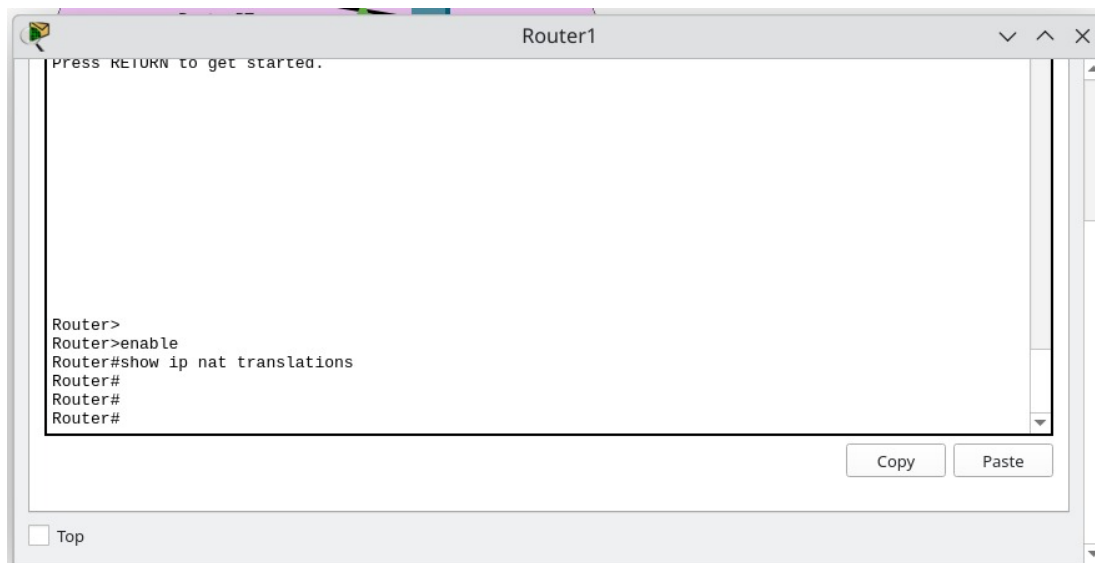 Router1
Press RETURN to get started.
Router>
Router>enable
Router#show ip nat translations
Router#
Router#
Router#
Copy Paste
Top